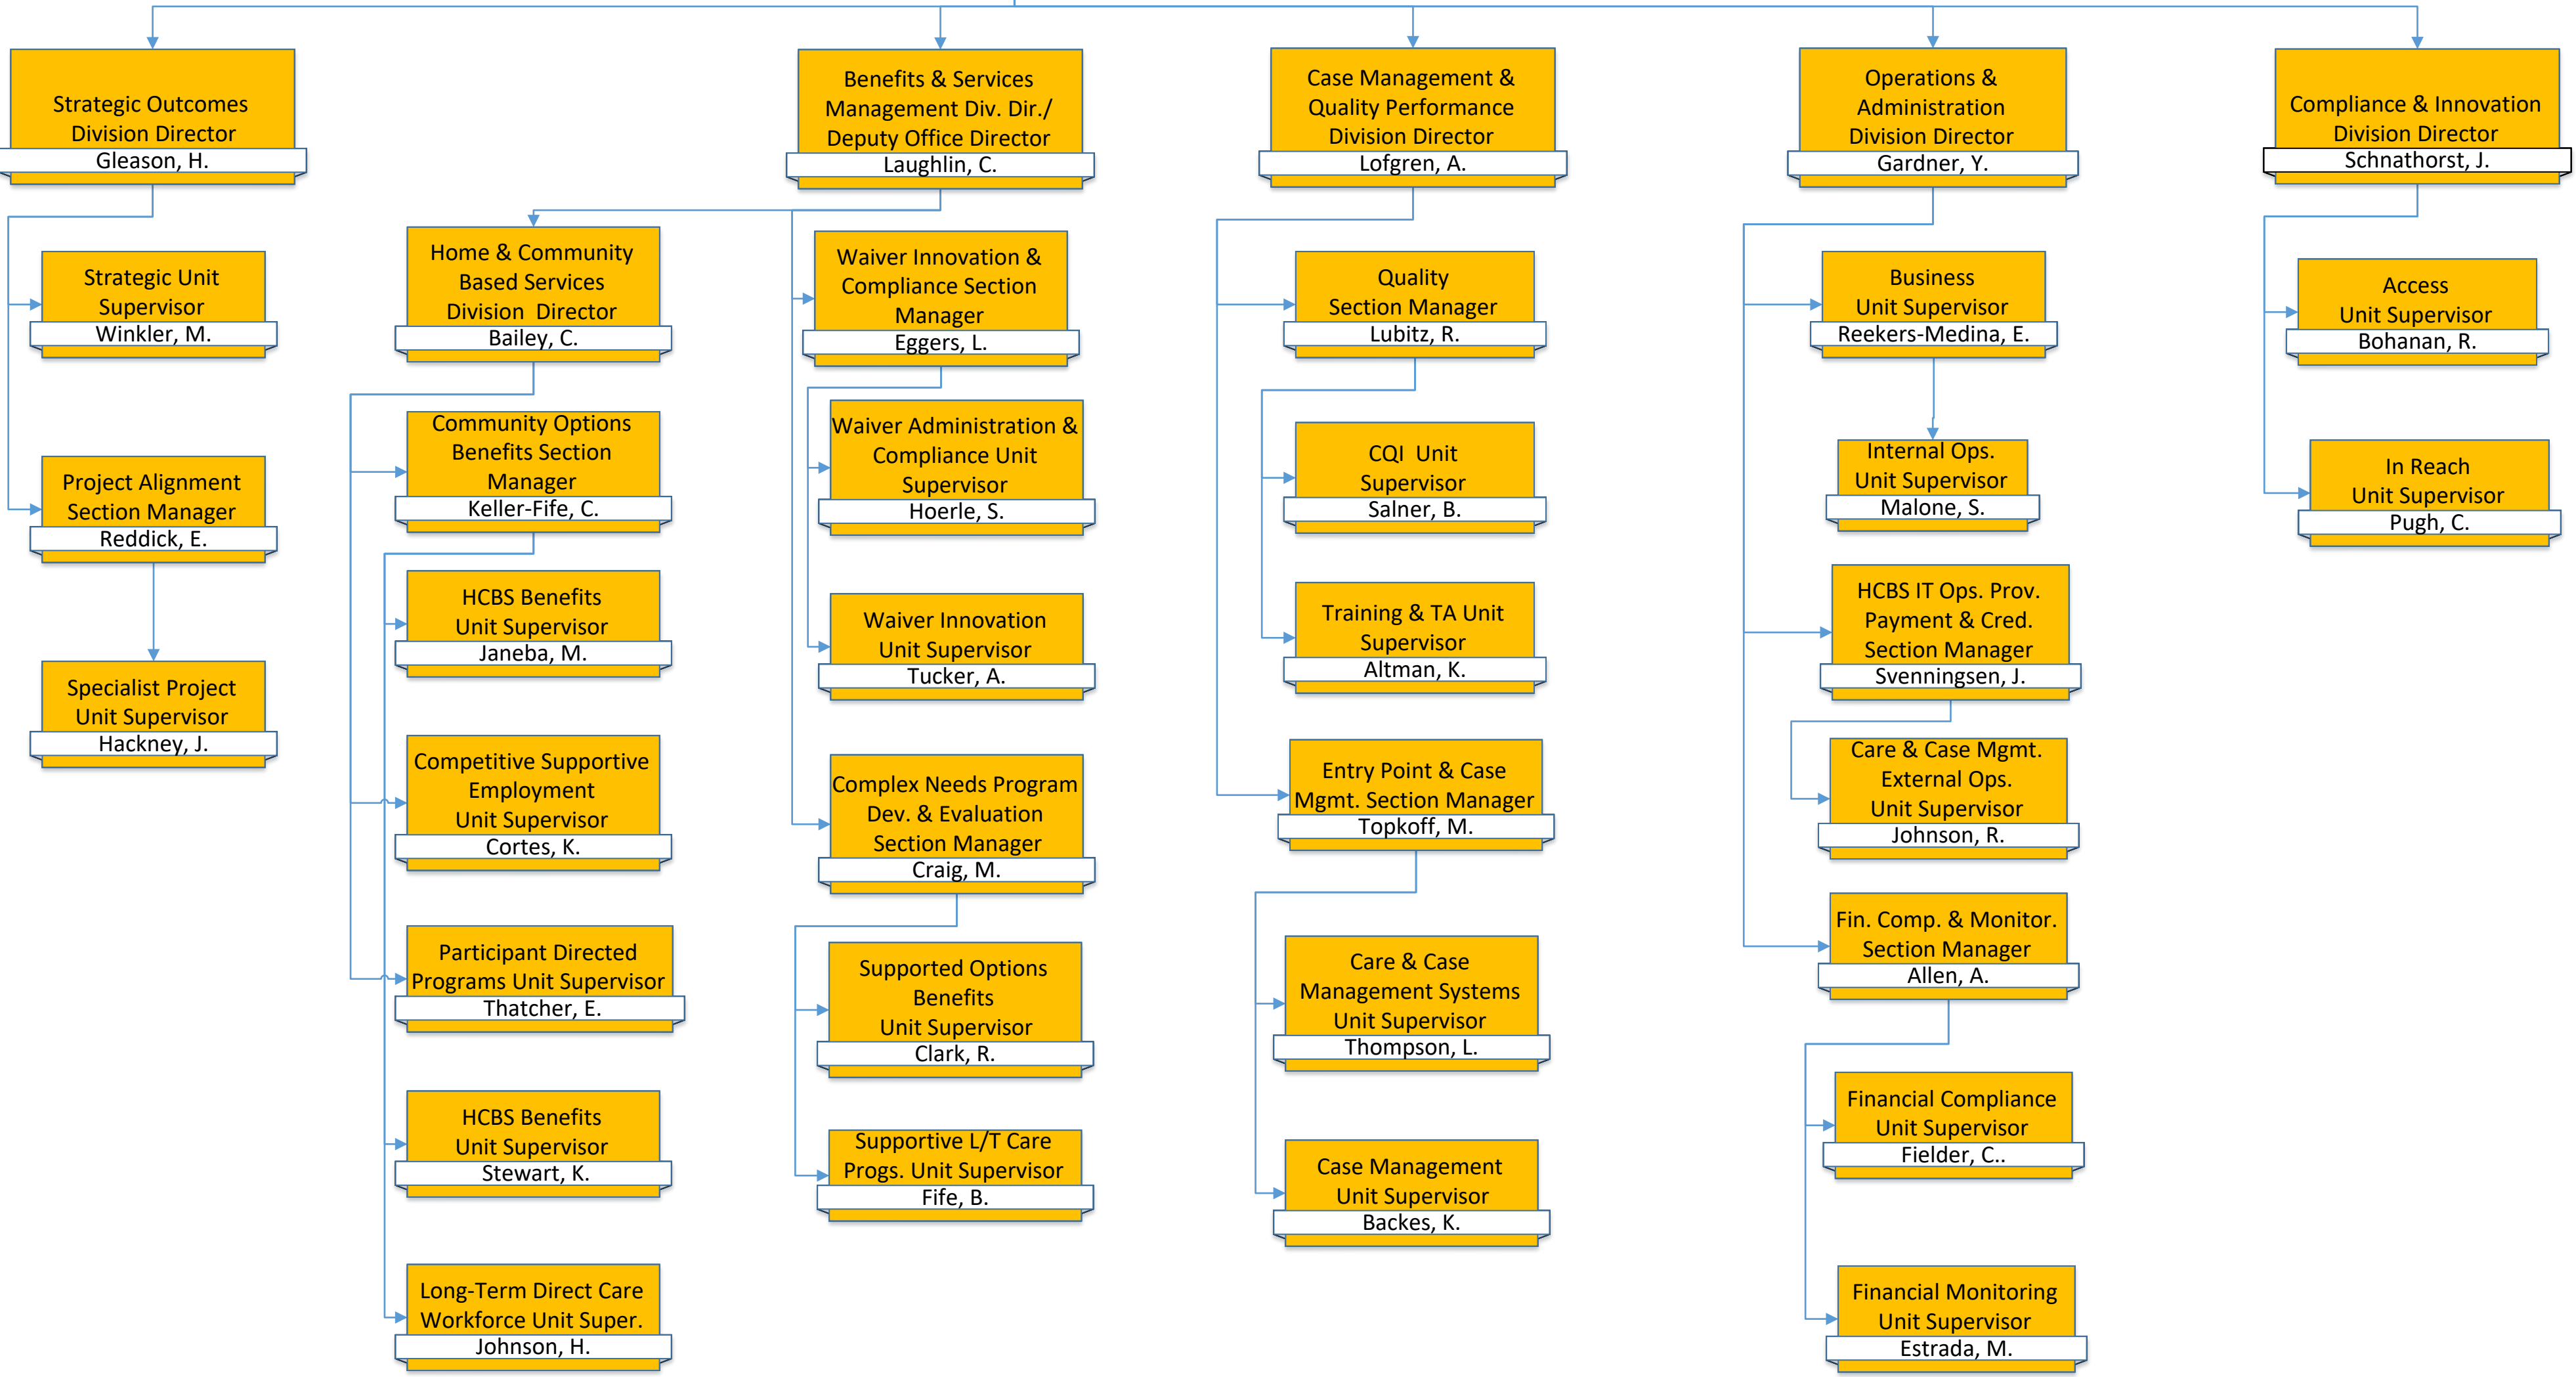 Strategic Outcomes
Division Director
Gleason, H.
Strategic Unit
Supervisor
Winkler, M.
Project Alignment
Section Manager
Reddick, E.
Specialist Project
Unit Supervisor
Hackney, J.
Benefits & Services
Management Div. Dir./
Deputy Office Director
Laughlin, C.
Home & Community
Based Services
Division Director
Bailey, C.
Community Options
Benefits Section
Manager
Keller-Fife, C.
HCBS Benefits
Unit Supervisor
Janeba, M.
Competitive Supportive
Employment
Unit Supervisor
Cortes, K.
Participant Directed
Programs Unit Supervisor
Thatcher, E.
HCBS Benefits
Unit Supervisor
Stewart, K.
Long-Term Direct Care
Workforce Unit Super.
Johnson, H.
Waiver Innovation &
Compliance Section
Manager
Eggers, L.
Waiver Administration &
Compliance Unit
Supervisor
Hoerle, S.
Waiver Innovation
Unit Supervisor
Tucker, A.
Complex Needs Program
Dev. & Evaluation
Section Manager
Craig, M.
Supported Options
Benefits
Unit Supervisor
Clark, R.
Supportive L/T Care
Progs. Unit Supervisor
Fife, B.
Case Management &
Quality Performance
Division Director
Lofgren, A.
Quality
Section Manager
Lubitz, R.
CQI Unit
Supervisor
Salner, B.
Training & TA Unit
Supervisor
Altman, K.
Entry Point & Case
Mgmt. Section Manager
Topkoff, M.
Care & Case
Management Systems
Unit Supervisor
Thompson, L.
Case Management
Unit Supervisor
Backes, K.
Operations &
Administration
Division Director
Gardner, Y.
Business
Unit Supervisor
Reekers-Medina, E.
Internal Ops.
Unit Supervisor
Malone, S.
HCBS IT Ops. Prov.
Payment & Cred.
Section Manager
Svenningsen, J.
Care & Case Mgmt.
External Ops.
Unit Supervisor
Johnson, R.
Fin. Comp. & Monitor.
Section Manager
Allen, A.
Financial Compliance
Unit Supervisor
Fielder, C..
Financial Monitoring
Unit Supervisor
Estrada, M.
Compliance & Innovation
Division Director
Schnathorst, J.
Access
Unit Supervisor
Bohanan, R.
In Reach
Unit Supervisor
Pugh, C.